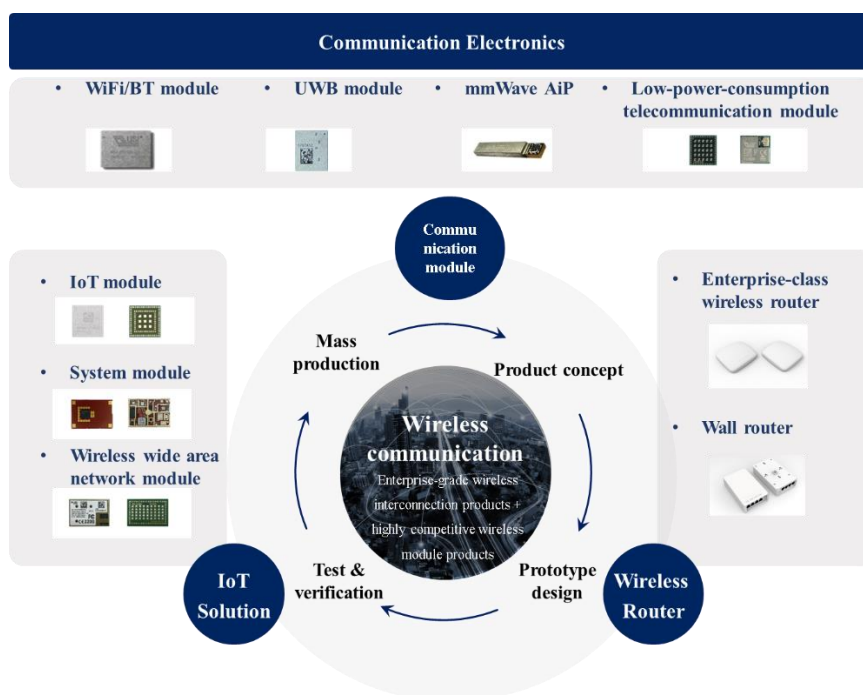 Communication Electronics
• WiFi/BT module
• UWB module
• mmWave AiP
• Low-power-consumption
telecommunication module
Commu
nication
module
• IoT module
• System module
• Wireless wide area
network module
• Enterprise-class
wireless router
• Wall router
Mass
production
Product concept
Wireless
communication
Enterprise-grade wireless
interconnection products +
highly competitive wireless
module products
Test &
verification
Prototype
design
IoT
Solution
Wireless
Router